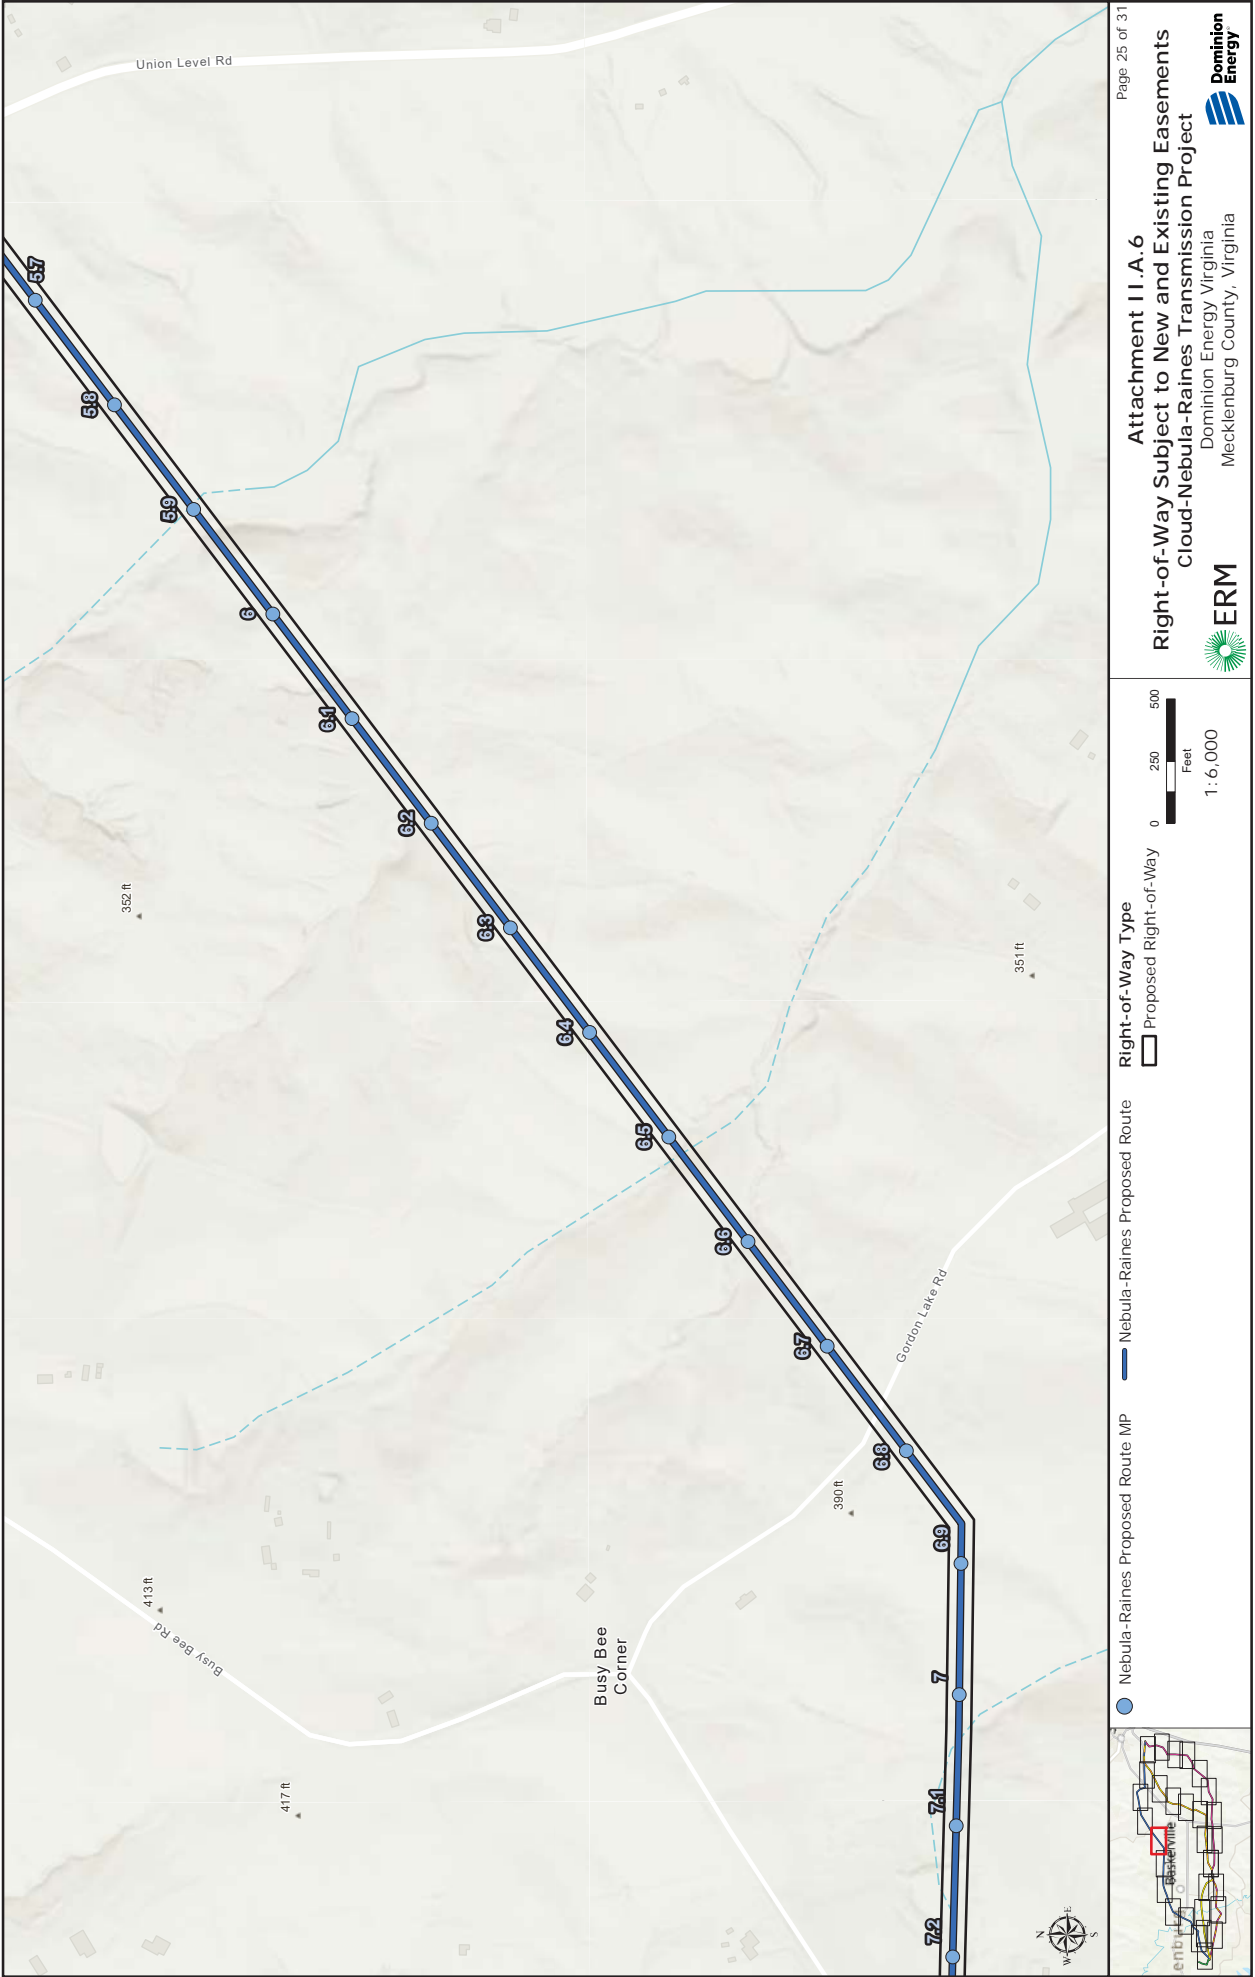 Union Level Rd
5.7
5.8
5.9
6
6.1
6.2
6.3
6.4
6.5
6.6
6.7
6.8
6.9
7
7.1
7.2
352 ft
351 ft
390 ft
413 ft
417 ft
Gordon Lake Rd
Busy Bee Rd
Busy Bee
Corner
N
W
E
S
Baskerville
enburg
Nebula-Raines Proposed Route MP
Nebula-Raines Proposed Route
Right-of-Way Type
Proposed Right-of-Way
0 250 500
Feet
1:6,000
Page 25 of 31
Attachment II.A.6
Right-of-Way Subject to New and Existing Easements
Cloud-Nebula-Raines Transmission Project
Dominion Energy Virginia
Mecklenburg County, Virginia
ERM
Dominion
Energy